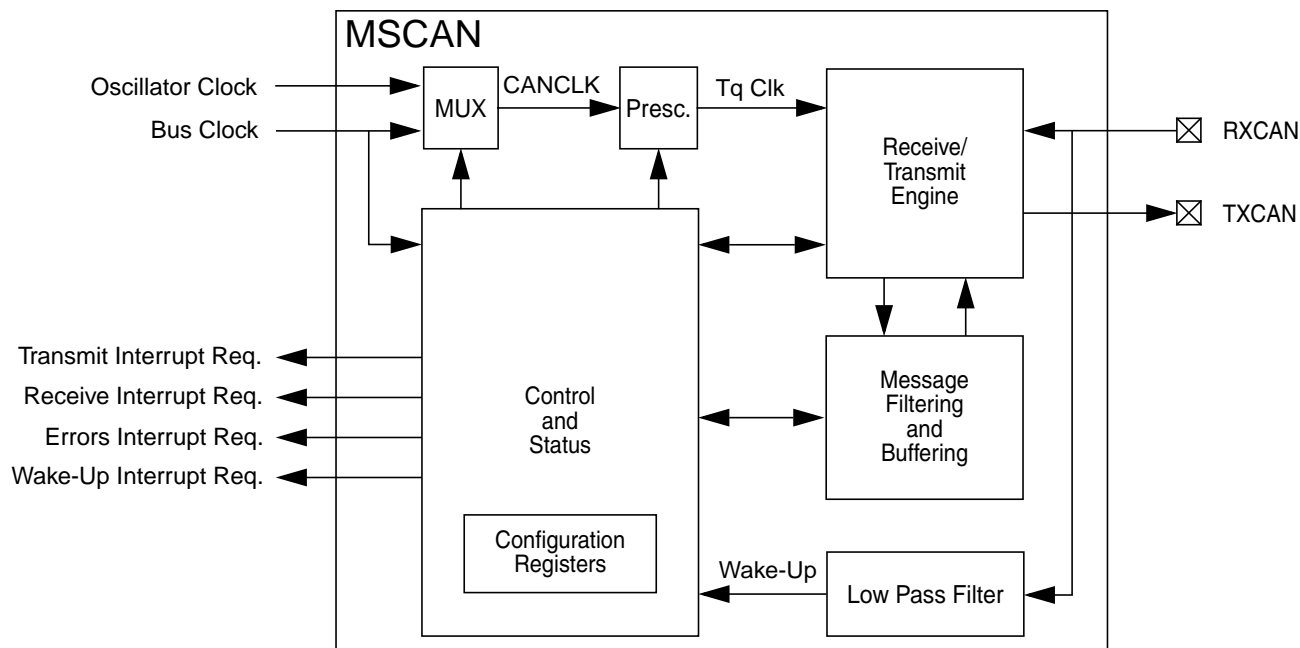 MSCAN
Oscillator Clock
Bus Clock
MUX
CANCLK
Presc.
Tq Clk
Receive/
Transmit
Engine
RXCAN
TXCAN
Transmit Interrupt Req.
Receive Interrupt Req.
Errors Interrupt Req.
Wake-Up Interrupt Req.
Control
and
Status
Message
Filtering
and
Buffering
Configuration
Registers
Wake-Up
Low Pass Filter